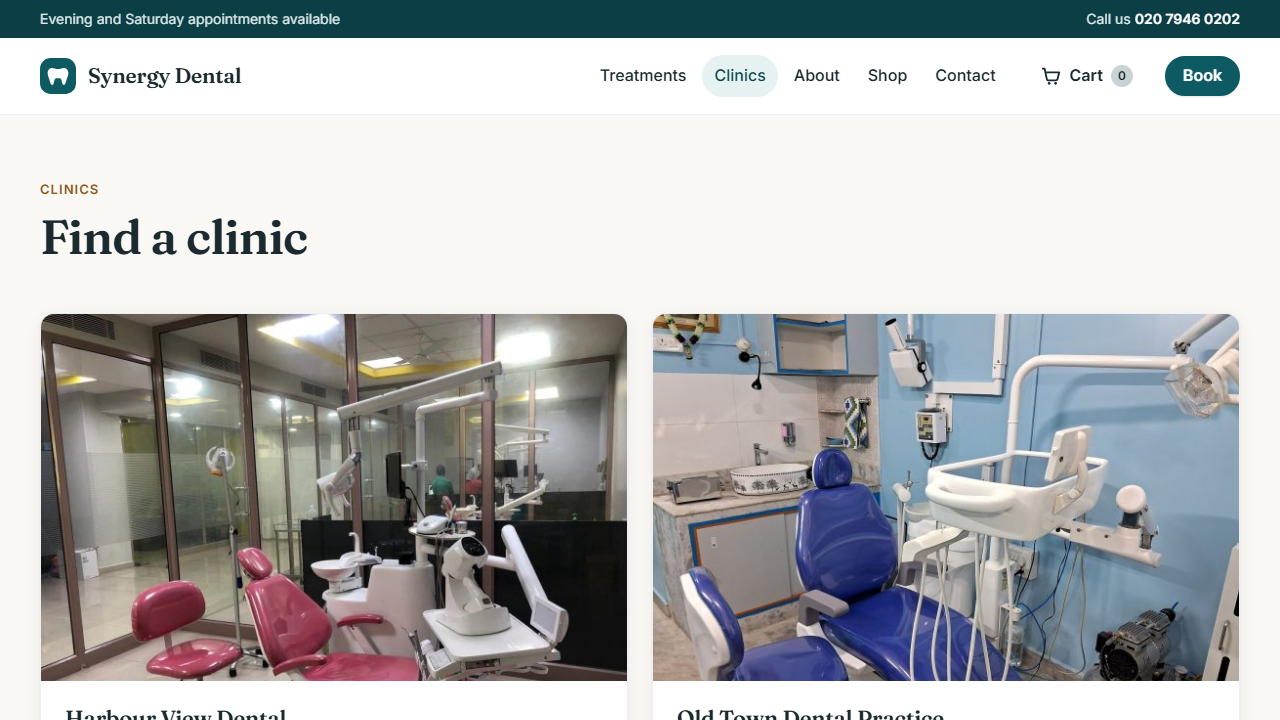 Evening and Saturday appointments available
Call us 020 7946 0202
Synergy Dental
Treatments
Clinics
About
Shop
Contact
Cart 0
Book
CLINICS
Find a clinic
Harbour View Dental
Old Town Dental Practice